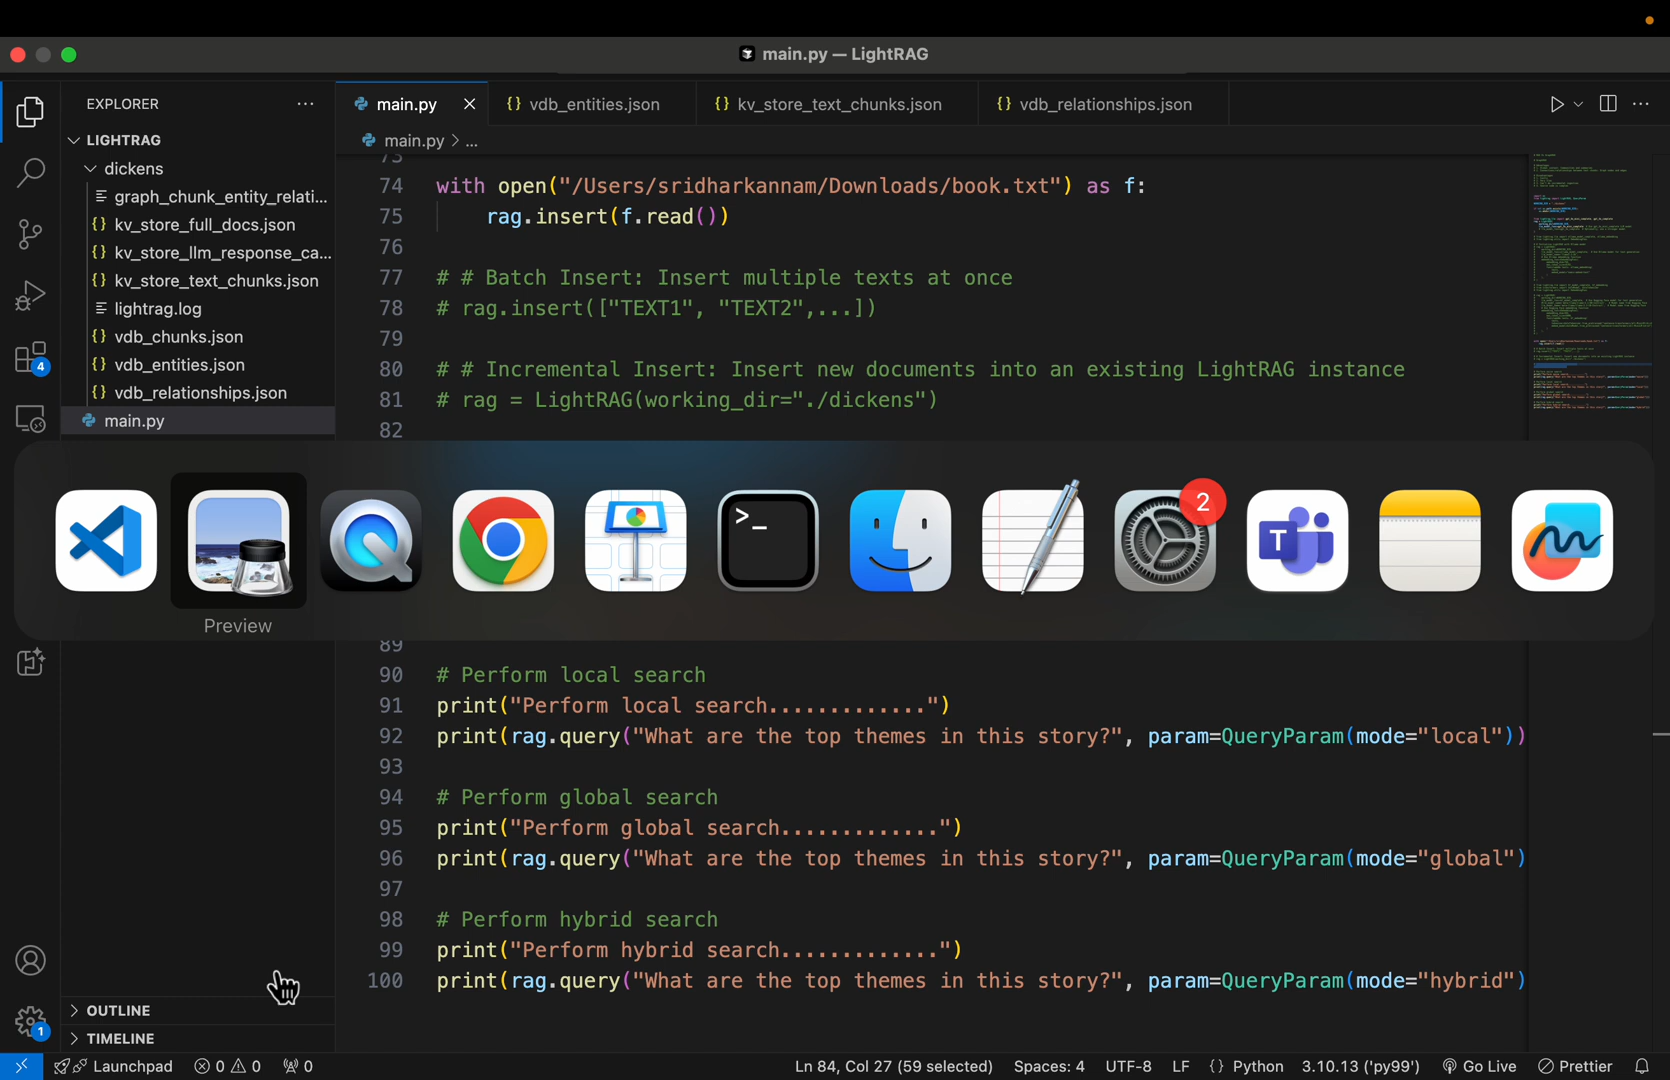 main.py — LightRAG
EXPLORER
main.py
{} vdb_entities.json
{} kv_store_text_chunks.json
{} vdb_relationships.json
LIGHTRAG
main.py > ...
dickens
graph_chunk_entity_relati...
{} kv_store_full_docs.json
{} kv_store_llm_response_ca...
{} kv_store_text_chunks.json
lightrag.log
{} vdb_chunks.json
{} vdb_entities.json
{} vdb_relationships.json
main.py
4
73
74 with open("/Users/sridharkannam/Downloads/book.txt") as f:
75 rag.insert(f.read())
76
77 # # Batch Insert: Insert multiple texts at once
78 # rag.insert(["TEXT1", "TEXT2",...])
79
80 # # Incremental Insert: Insert new documents into an existing LightRAG instance
81 # rag = LightRAG(working_dir="./dickens")
82
>_
2
T
Preview
89
90 # Perform local search
91 print("Perform local search.............")
92 print(rag.query("What are the top themes in this story?", param=QueryParam(mode="local"))
93
94 # Perform global search
95 print("Perform global search.............")
96 print(rag.query("What are the top themes in this story?", param=QueryParam(mode="global")
97
98 # Perform hybrid search
99 print("Perform hybrid search.............")
100 print(rag.query("What are the top themes in this story?", param=QueryParam(mode="hybrid")
OUTLINE
1
TIMELINE
Launchpad
0
0
0
Ln 84, Col 27 (59 selected)
Spaces: 4
UTF-8
LF
{} Python
3.10.13 ('py99')
Go Live
Prettier